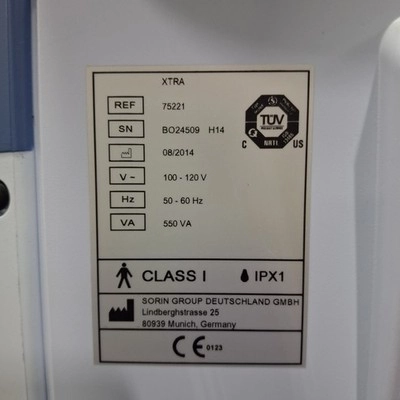 XTRA
REF 75221
SN BO24509 H14
08/2014
V ~ 100 - 120 V
Hz 50 - 60 Hz
VA 550 VA
TÜV
C US
NRTL
CLASS I IPX1
SORIN GROUP DEUTSCHLAND GMBH
Lindberghstrasse 25
80939 Munich, Germany
CE 0123